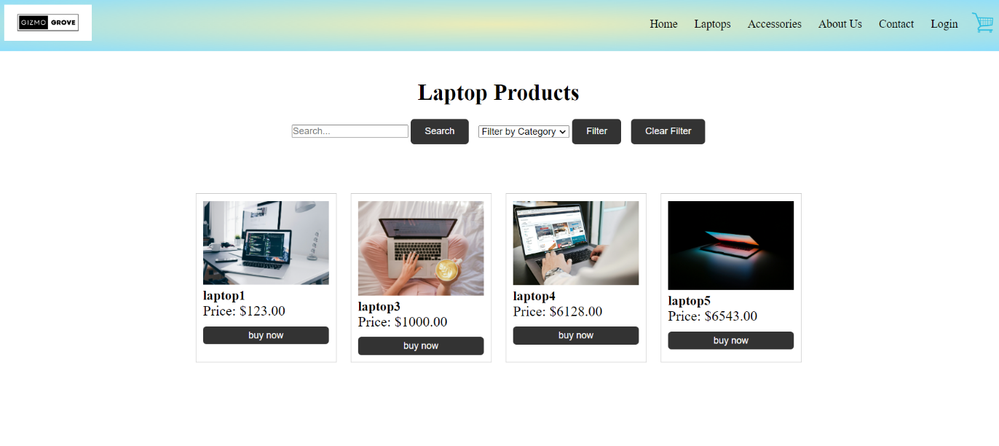 GIZMO GROVE
Home Laptops Accessories About Us Contact Login
Laptop Products
Search... Search Filter by Category Filter Clear Filter
laptop1
Price: $123.00
buy now
laptop3
Price: $1000.00
buy now
laptop4
Price: $6128.00
buy now
laptop5
Price: $6543.00
buy now